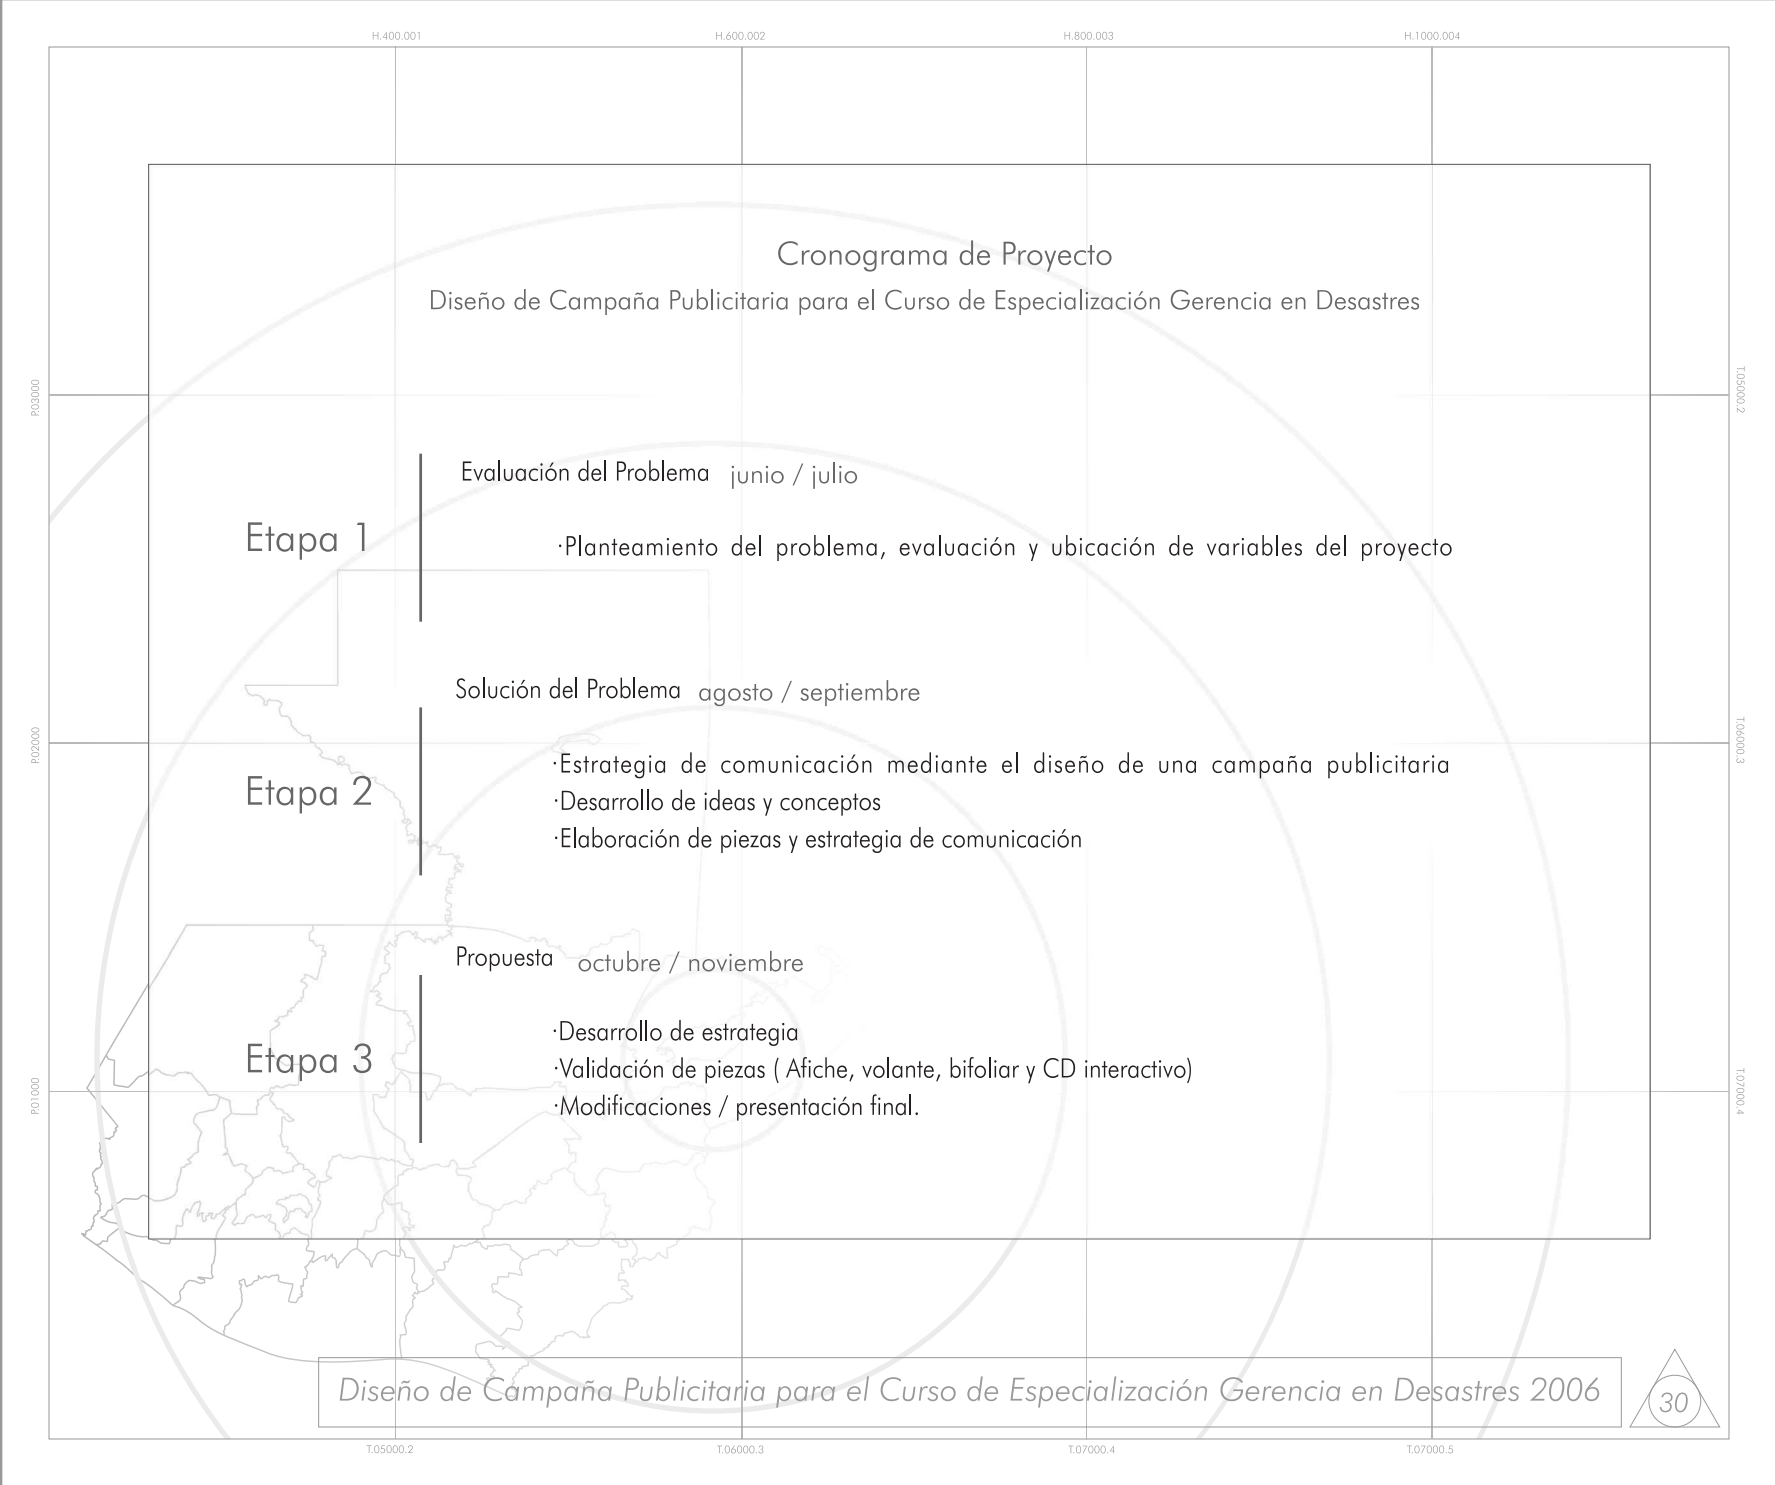 H.400.001 H.600.002 H.800.003 H.1000.004
Cronograma de Proyecto
Diseño de Campaña Publicitaria para el Curso de Especialización Gerencia en Desastres
P.03000
T.05000.2
Evaluación del Problema junio / julio
Etapa 1
·Planteamiento del problema, evaluación y ubicación de variables del proyecto
Solución del Problema agosto / septiembre
P.02000
T.06000.3
Etapa 2
·Estrategia de comunicación mediante el diseño de una campaña publicitaria
·Desarrollo de ideas y conceptos
·Elaboración de piezas y estrategia de comunicación
Propuesta octubre / noviembre
Etapa 3
·Desarrollo de estrategia
·Validación de piezas ( Afiche, volante, bifoliar y CD interactivo)
·Modificaciones / presentación final.
P.01000
T.07000.4
Diseño de Campaña Publicitaria para el Curso de Especialización Gerencia en Desastres 2006
30
T.05000.2 T.06000.3 T.07000.4 T.07000.5